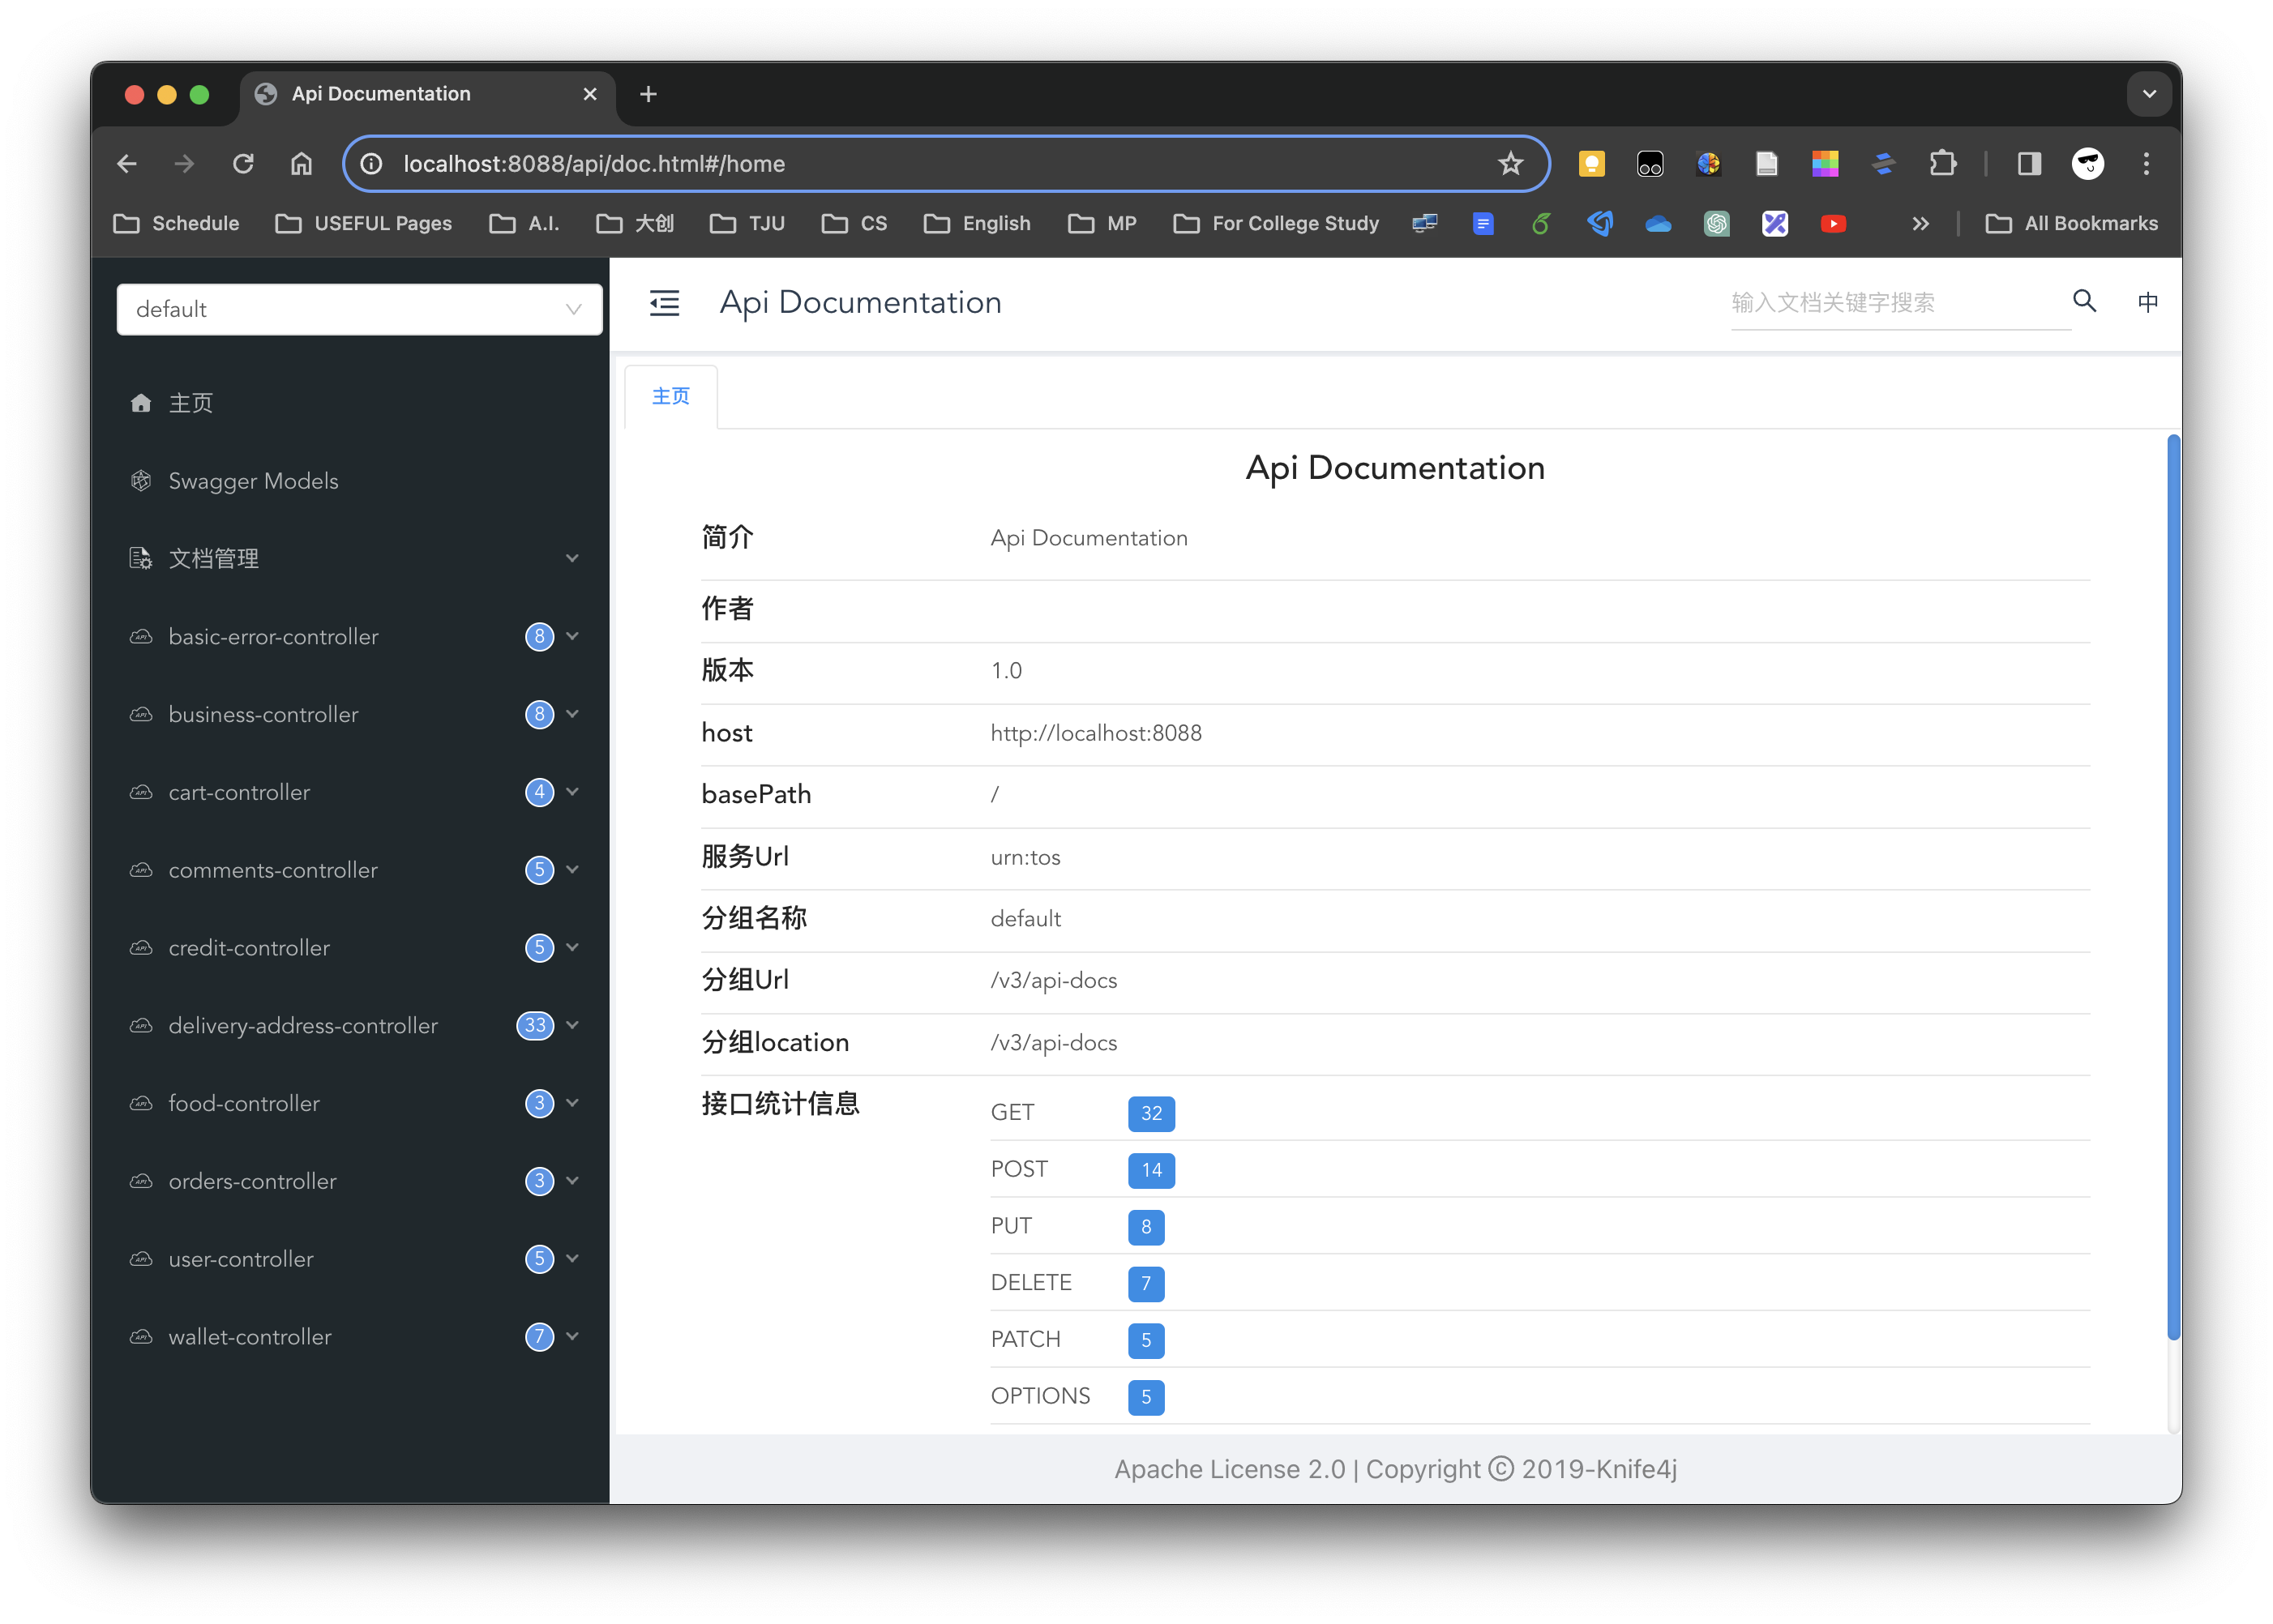 Api Documentation
localhost:8088/api/doc.html#/home
Schedule USEFUL Pages A.I. 大创 TJU CS English MP For College Study All Bookmarks
default
Api Documentation
输入文档关键字搜索
中
主页
Swagger Models
文档管理
basic-error-controller 8
business-controller 8
cart-controller 4
comments-controller 5
credit-controller 5
delivery-address-controller 33
food-controller 3
orders-controller 3
user-controller 5
wallet-controller 7
主页
Api Documentation
简介 Api Documentation
作者
版本 1.0
host http://localhost:8088
basePath /
服务Url urn:tos
分组名称 default
分组Url /v3/api-docs
分组location /v3/api-docs
接口统计信息 GET 32
POST 14
PUT 8
DELETE 7
PATCH 5
OPTIONS 5
Apache License 2.0 | Copyright © 2019-Knife4j